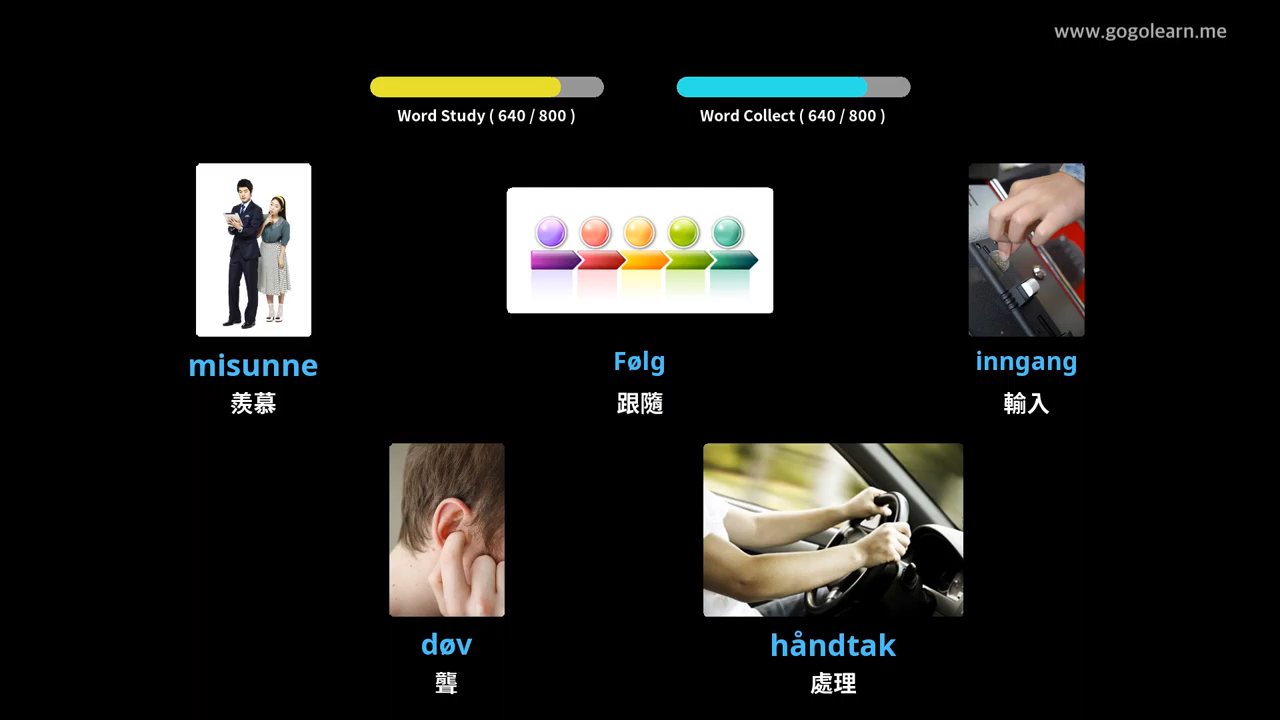 www.gogolearn.me
Word Study ( 640 / 800 )
Word Collect ( 640 / 800 )
misunne
羨慕
Følg
跟隨
inngang
輸入
døv
聾
håndtak
處理